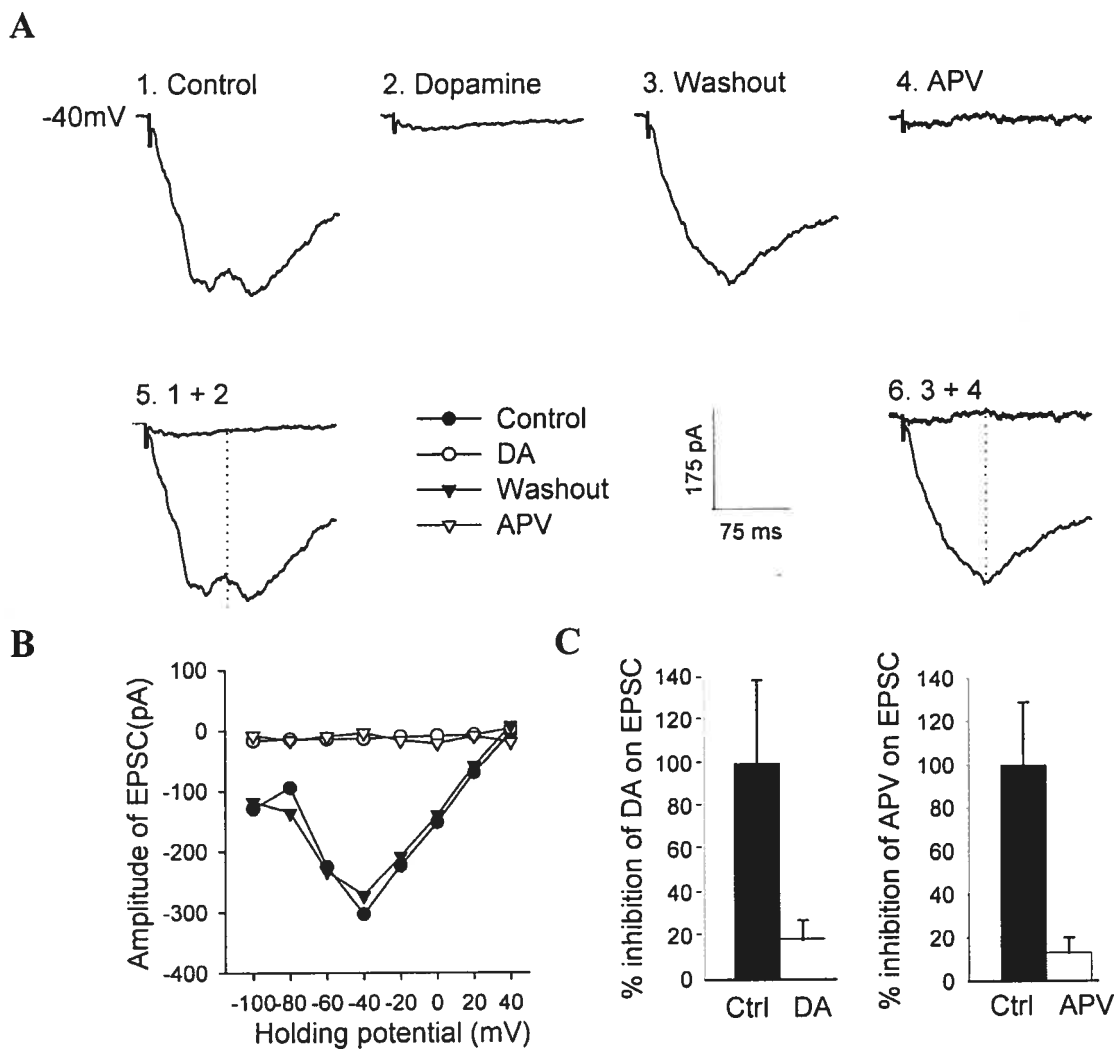 A
1. Control
2. Dopamine
3. Washout
4. APV
-40mV
5. 1 + 2
6. 3 + 4
Control
DA
Washout
APV
175 pA
75 ms
B
Amplitude of EPSC(pA)
100
0
-100
-200
-300
-400
-100 -80 -60 -40 -20 0 20 40
Holding potential (mV)
C
% inhibition of DA on EPSC
140
120
100
80
60
40
20
0
Ctrl DA
% inhibition of APV on EPSC
140
120
100
80
60
40
20
0
Ctrl APV